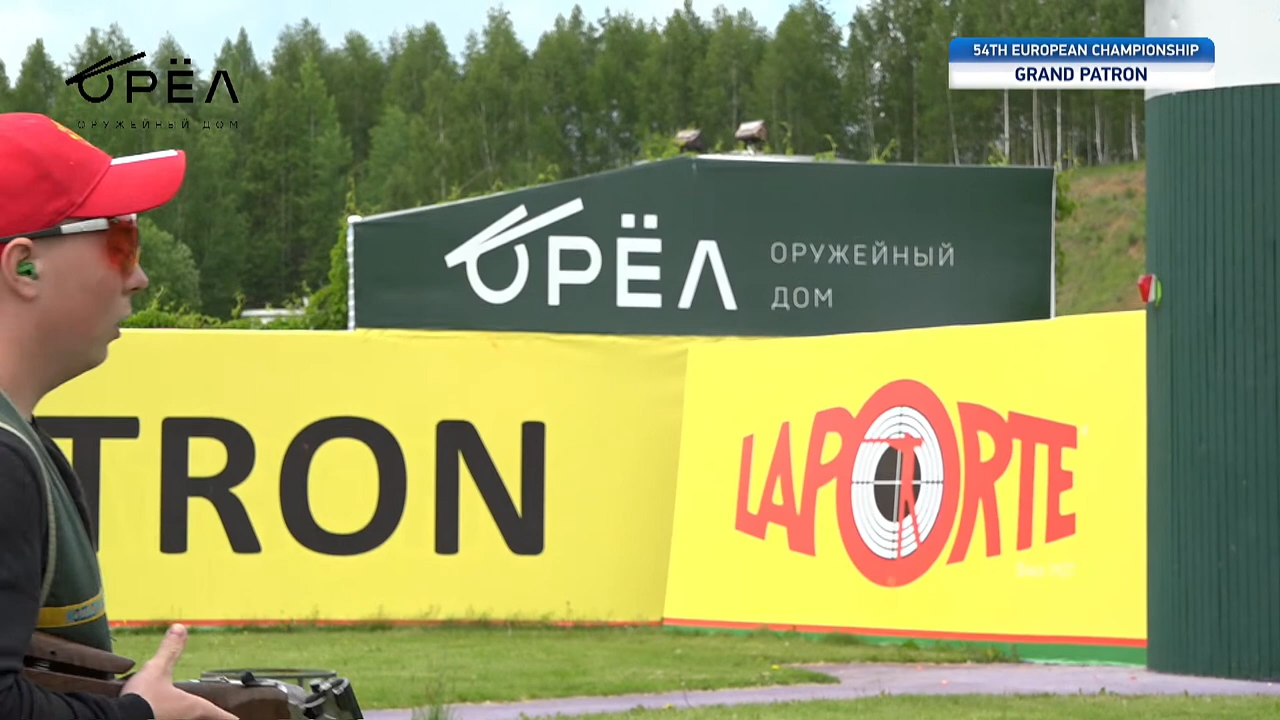 ОРЁЛ
ОРУЖЕЙНЫЙ ДОМ
54TH EUROPEAN CHAMPIONSHIP
GRAND PATRON
ОРЁЛ
ОРУЖЕЙНЫЙ
ДОМ
TRON
LAPORTE